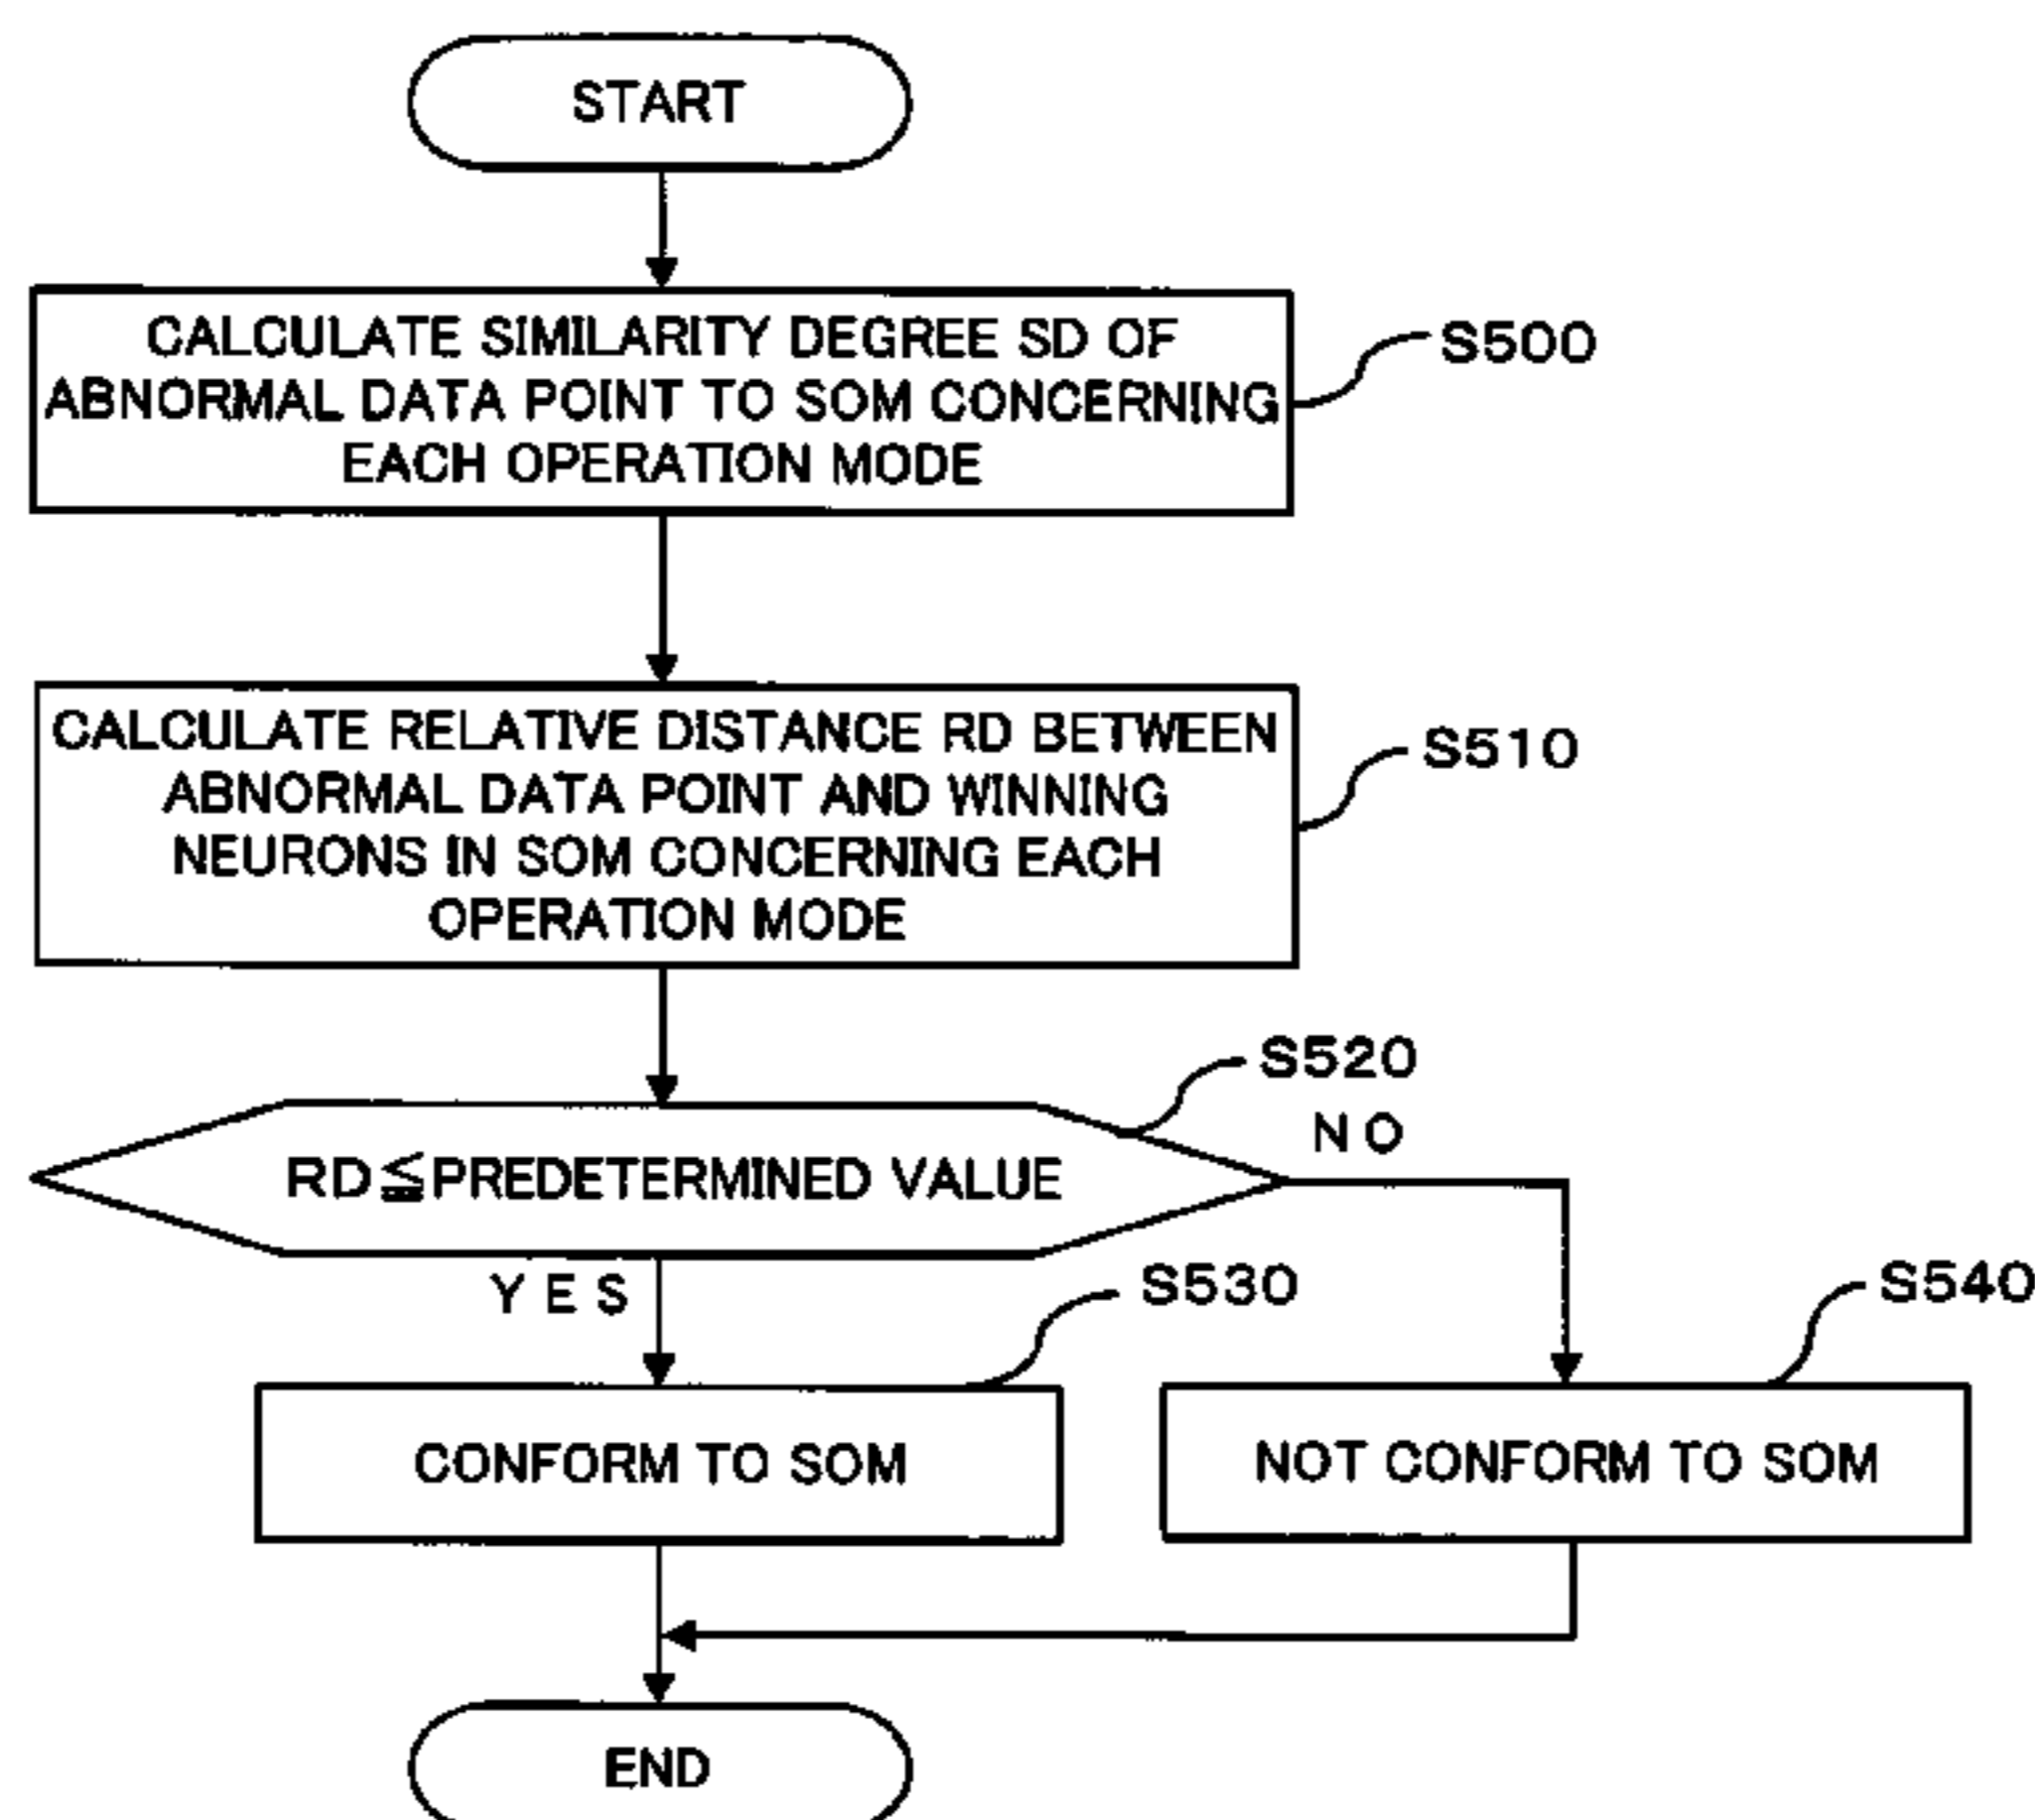 START
CALCULATE SIMILARITY DEGREE SD OF
ABNORMAL DATA POINT TO SOM CONCERNING
EACH OPERATION MODE
S500
CALCULATE RELATIVE DISTANCE RD BETWEEN
ABNORMAL DATA POINT AND WINNING
NEURONS IN SOM CONCERNING EACH
OPERATION MODE
S510
S520
RD≦PREDETERMINED VALUE
NO
YES
S530
S540
CONFORM TO SOM
NOT CONFORM TO SOM
END